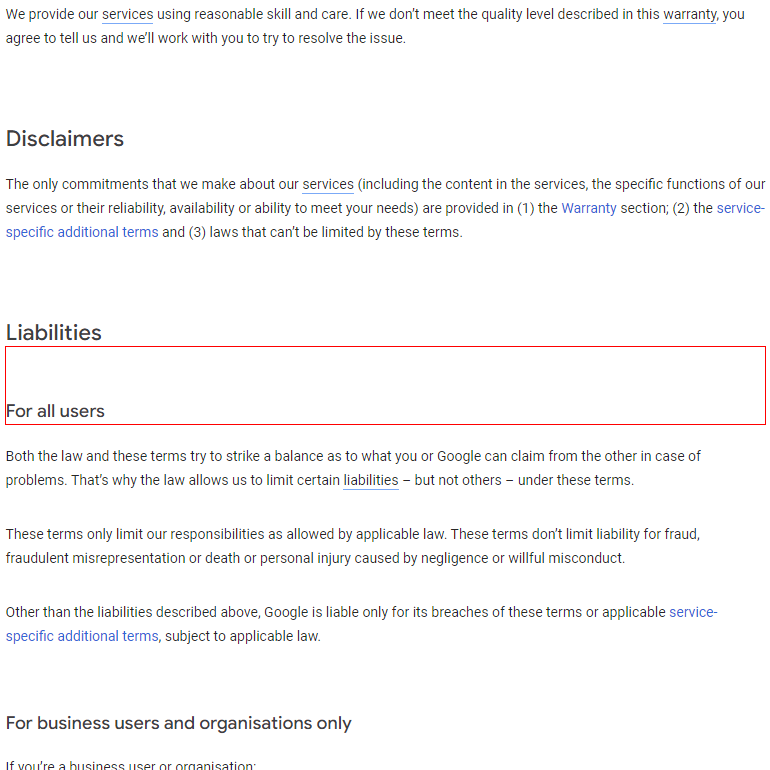 We provide our services using reasonable skill and care. If we don’t meet the quality level described in this warranty, you
agree to tell us and we’ll work with you to try to resolve the issue.
Disclaimers
The only commitments that we make about our services (including the content in the services, the specific functions of our
services or their reliability, availability or ability to meet your needs) are provided in (1) the Warranty section; (2) the service-
specific additional terms and (3) laws that can’t be limited by these terms.
Liabilities
For all users
Both the law and these terms try to strike a balance as to what you or Google can claim from the other in case of
problems. That’s why the law allows us to limit certain liabilities – but not others – under these terms.
These terms only limit our responsibilities as allowed by applicable law. These terms don’t limit liability for fraud,
fraudulent misrepresentation or death or personal injury caused by negligence or willful misconduct.
Other than the liabilities described above, Google is liable only for its breaches of these terms or applicable service-
specific additional terms, subject to applicable law.
For business users and organisations only
If you’re a business user or organisation: